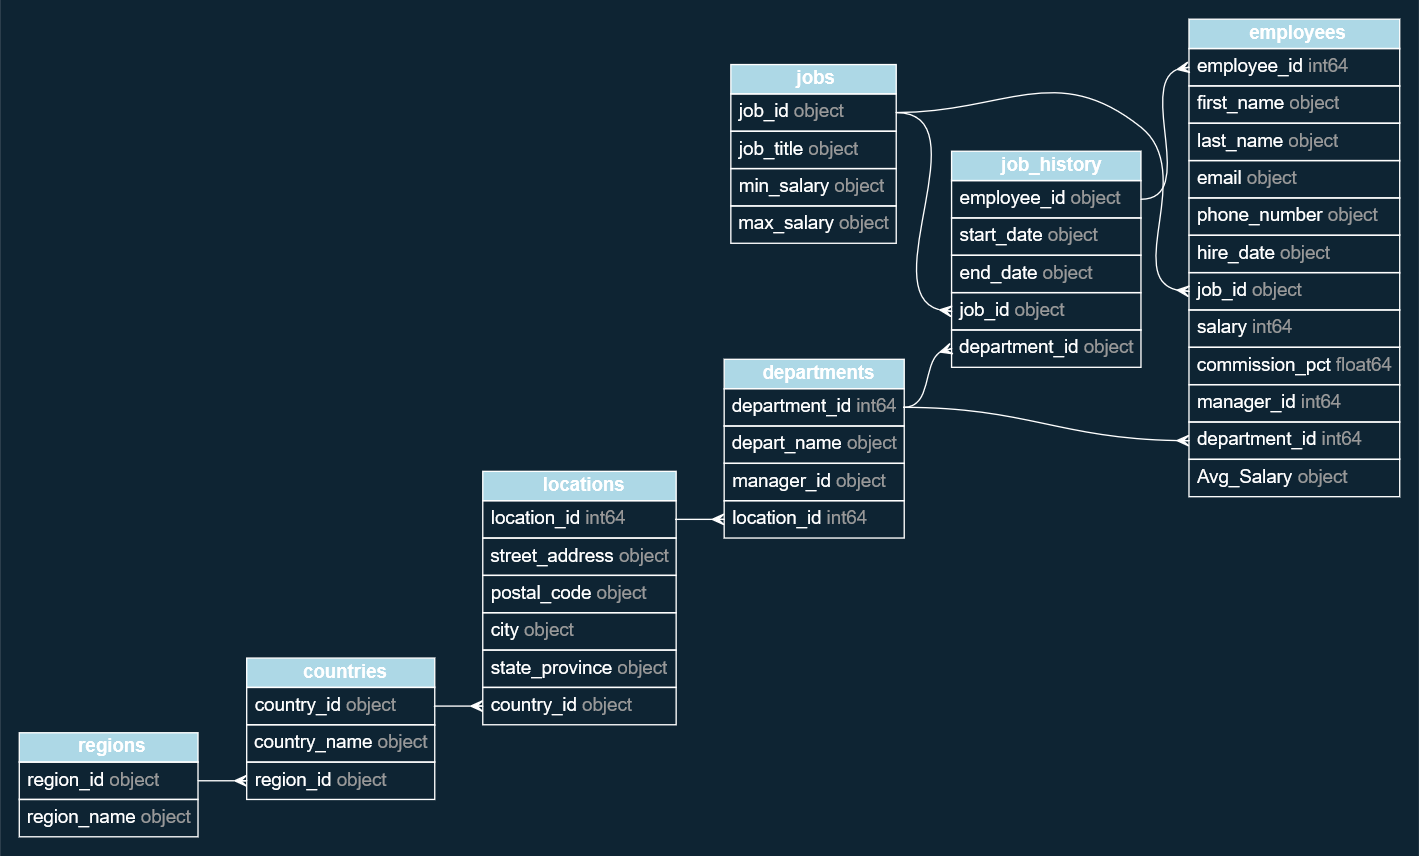 employees
employee_id int64
first_name object
last_name object
email object
phone_number object
hire_date object
job_id object
salary int64
commission_pct float64
manager_id int64
department_id int64
Avg_Salary object
jobs
job_id object
job_title object
min_salary object
max_salary object
job_history
employee_id object
start_date object
end_date object
job_id object
department_id object
departments
department_id int64
depart_name object
manager_id object
location_id int64
locations
location_id int64
street_address object
postal_code object
city object
state_province object
country_id object
countries
country_id object
country_name object
region_id object
regions
region_id object
region_name object